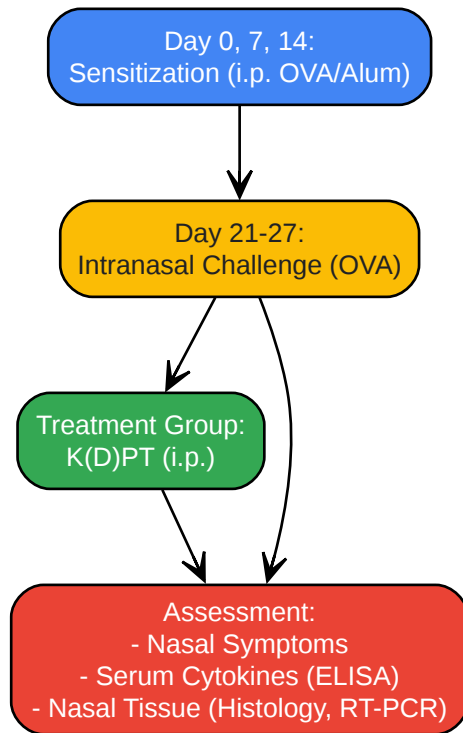 Day 0, 7, 14:
Sensitization (i.p. OVA/Alum)
Day 21-27:
Intranasal Challenge (OVA)
Treatment Group:
K(D)PT (i.p.)
Assessment:
- Nasal Symptoms
- Serum Cytokines (ELISA)
- Nasal Tissue (Histology, RT-PCR)